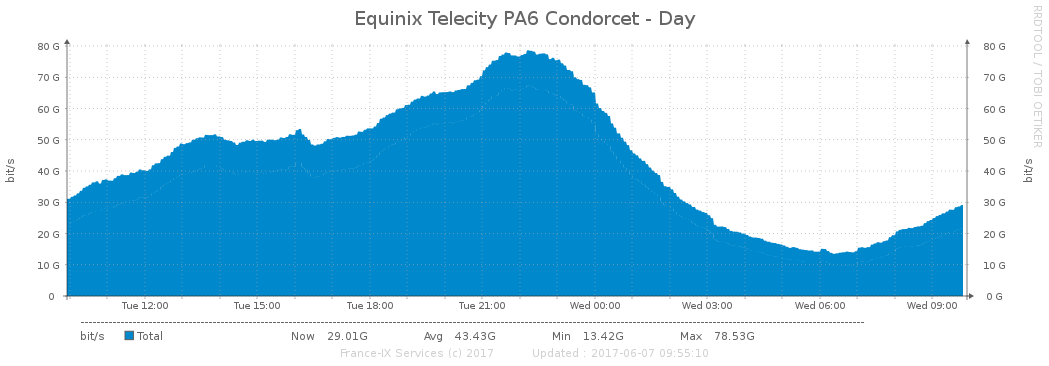 Equinix Telecity PA6 Condorcet - Day
RRDTOOL / TOBI OETIKER
bit/s
bit/s
80 G 80 G
70 G 70 G
60 G 60 G
50 G 50 G
40 G 40 G
30 G 30 G
20 G 20 G
10 G 10 G
0 0 G
Tue 12:00 Tue 15:00 Tue 18:00 Tue 21:00 Wed 00:00 Wed 03:00 Wed 06:00 Wed 09:00
bit/s Total Now 29.01G Avg 43.43G Min 13.42G Max 78.53G
France-IX Services (c) 2017 Updated : 2017-06-07 09:55:10